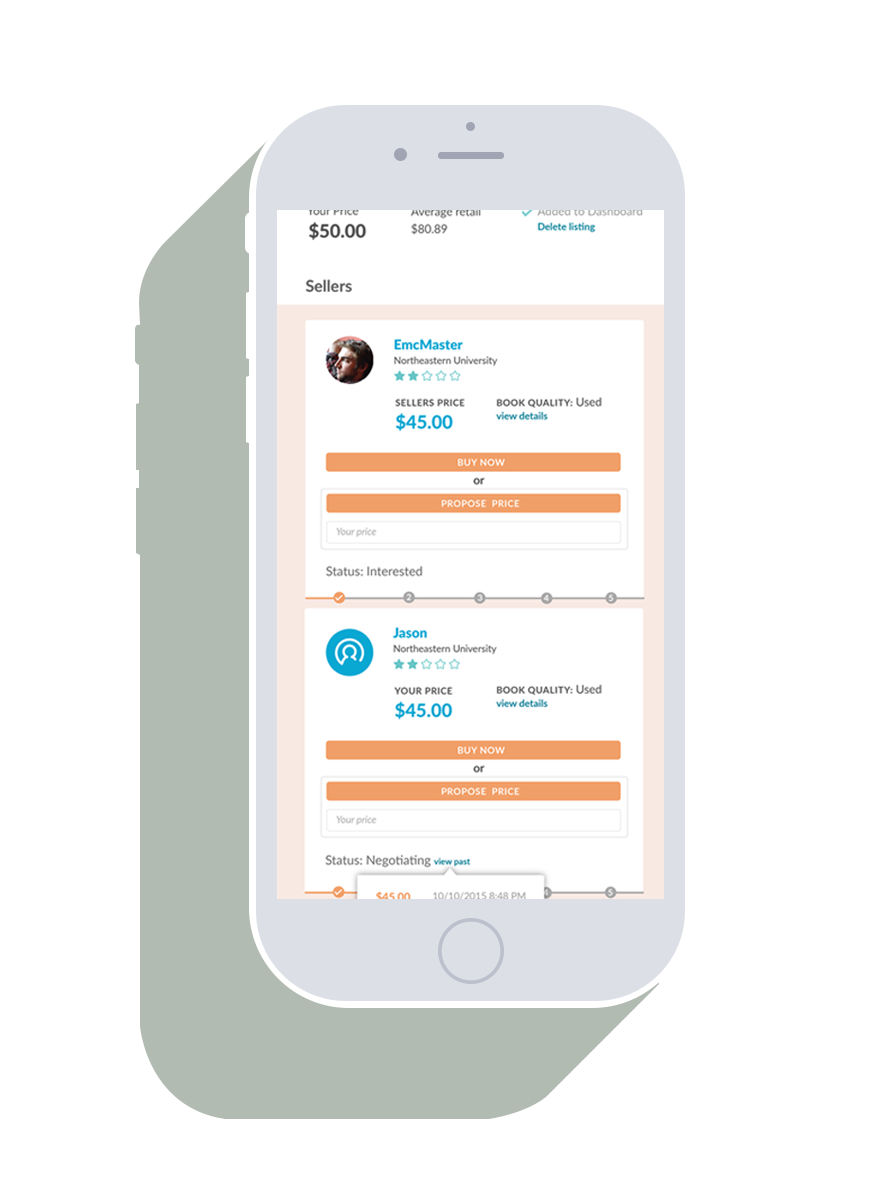 Your Price Average retail Added to Dashboard
$50.00 $80.89 Delete listing
Sellers
EmcMaster
Northeastern University
SELLERS PRICE BOOK QUALITY: Used
$45.00 view details
BUY NOW
or
PROPOSE PRICE
Your price
Status: Interested
2 3 4 5
Jason
Northeastern University
YOUR PRICE BOOK QUALITY: Used
$45.00 view details
BUY NOW
or
PROPOSE PRICE
Your price
Status: Negotiating view past
$45.00 10/10/2015 8:48 PM 4 5